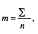 m = Σ/n,